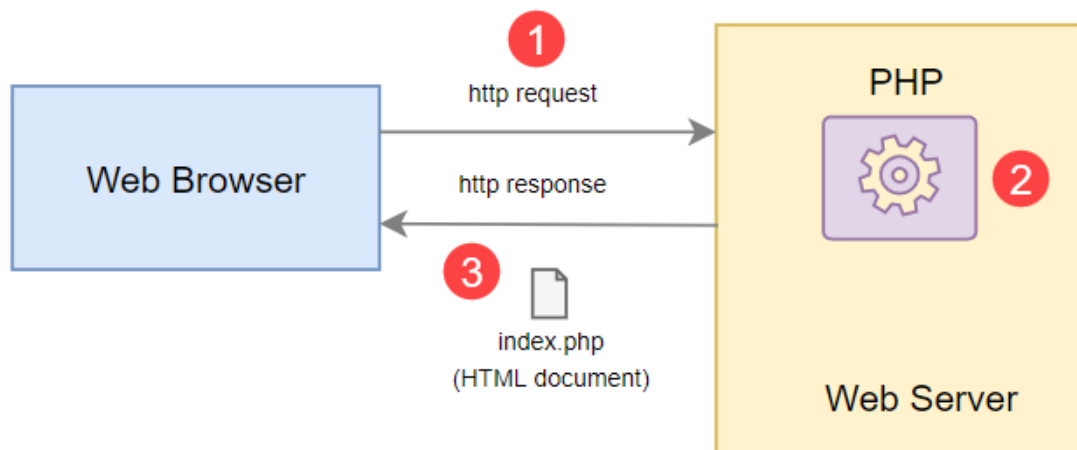 1
http request
PHP
Web Browser
http response
2
3
index.php
(HTML document)
Web Server